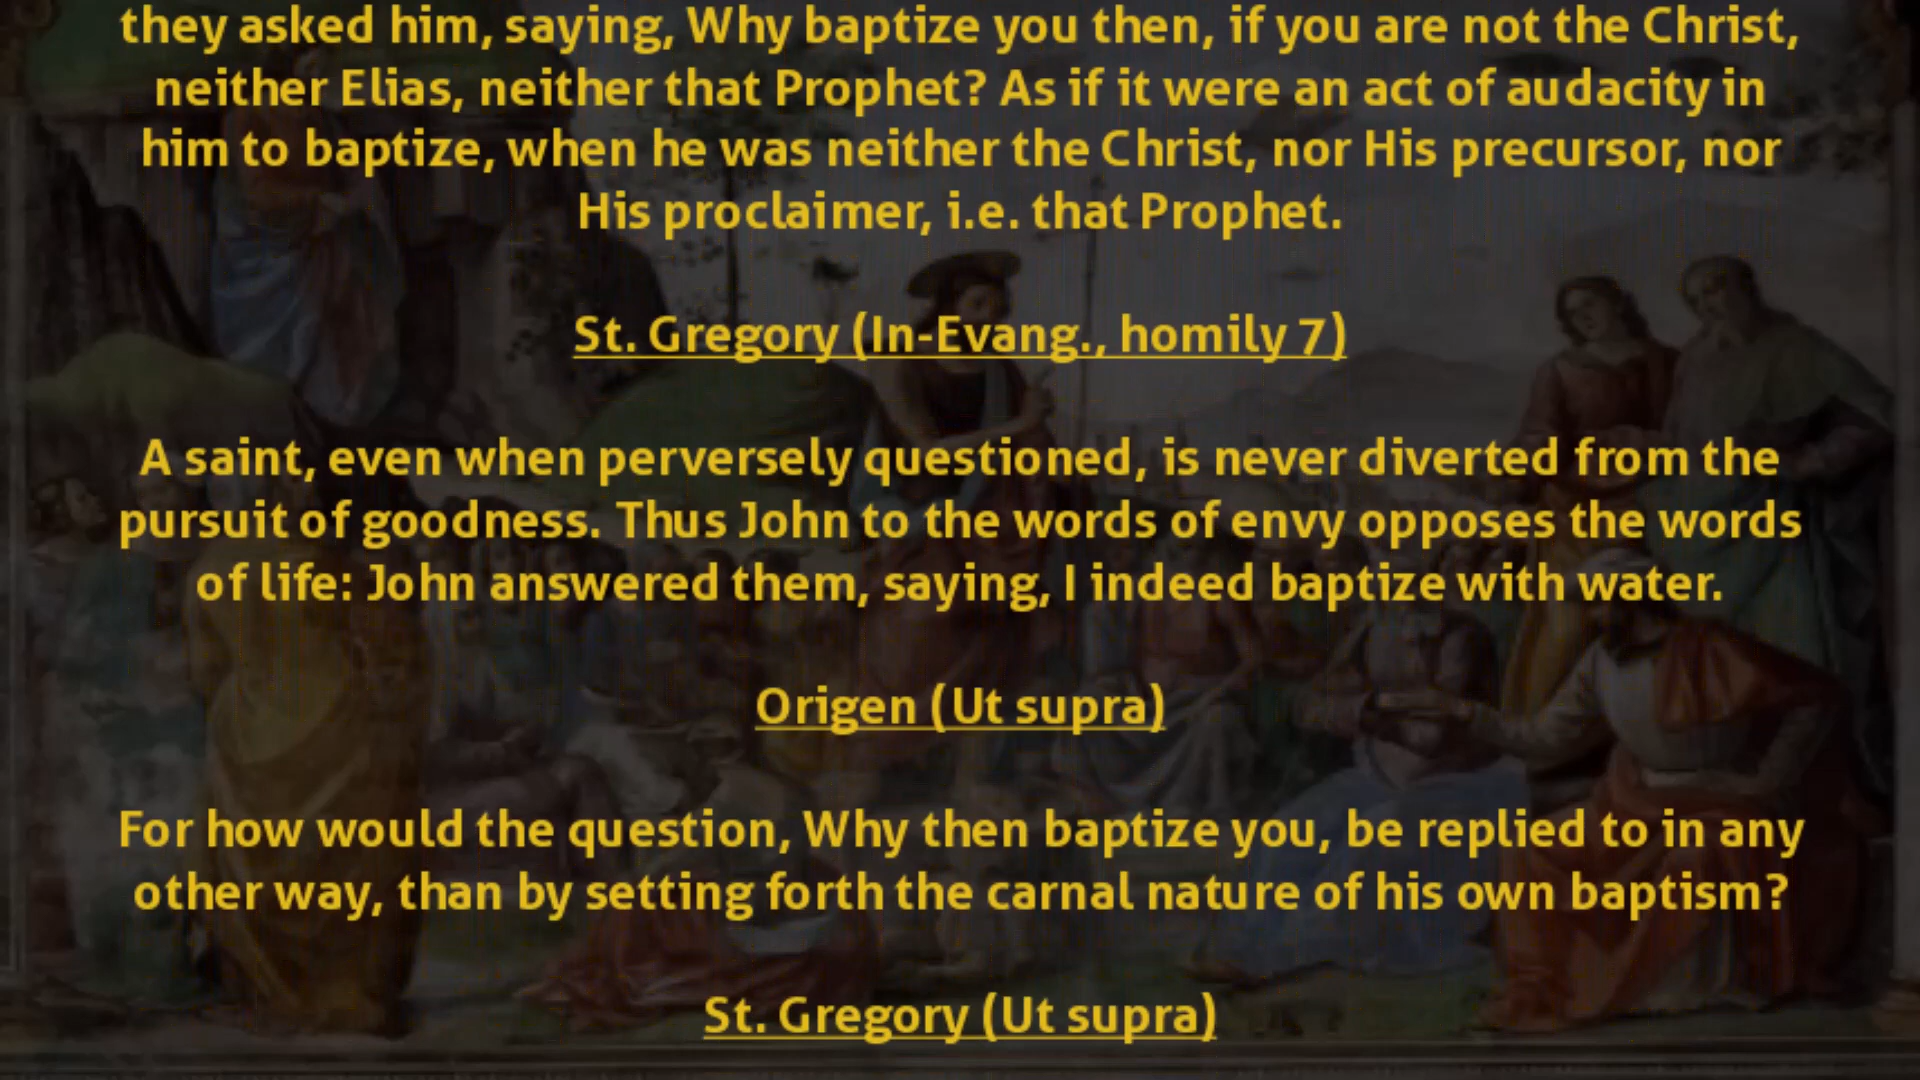 they asked him, saying, Why baptize you then, if you are not the Christ,
neither Elias, neither that Prophet? As if it were an act of audacity in
him to baptize, when he was neither the Christ, nor His precursor, nor
His proclaimer, i.e. that Prophet.
St. Gregory (In-Evang., homily 7)
A saint, even when perversely questioned, is never diverted from the
pursuit of goodness. Thus John to the words of envy opposes the words
of life: John answered them, saying, I indeed baptize with water.
Origen (Ut supra)
For how would the question, Why then baptize you, be replied to in any
other way, than by setting forth the carnal nature of his own baptism?
St. Gregory (Ut supra)